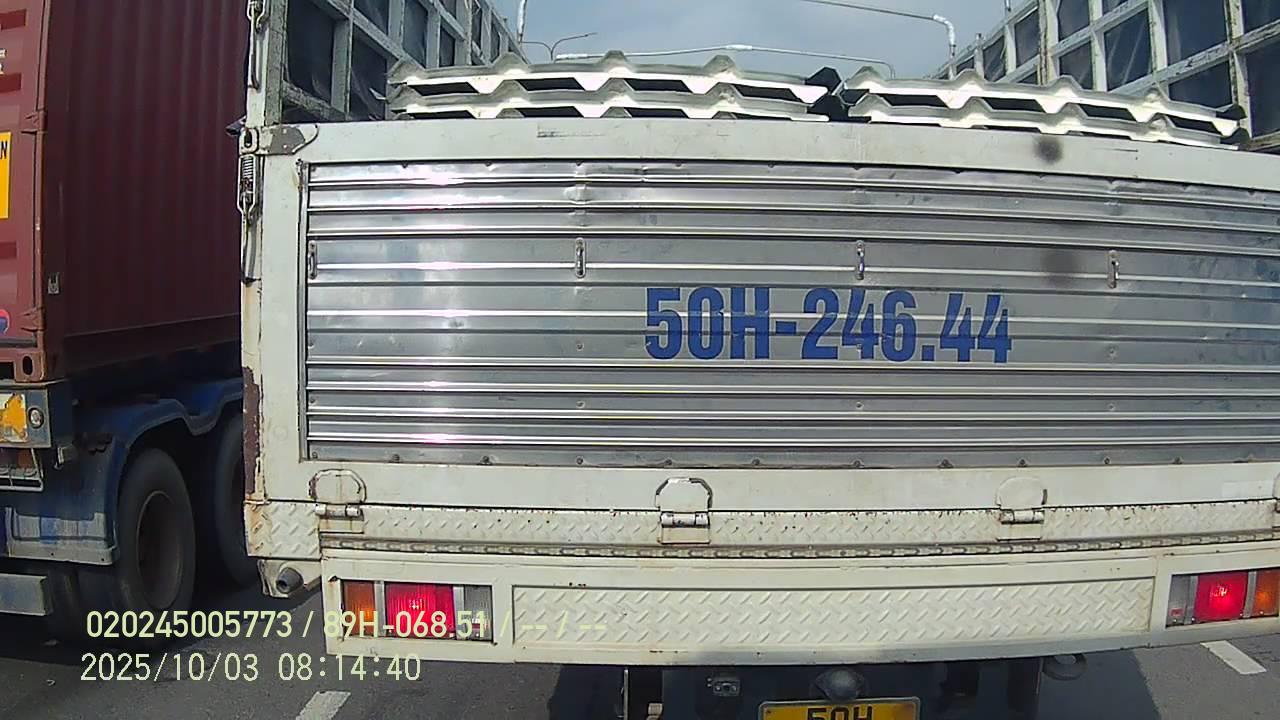 50H-246.44
020245005773 / 89H-068.51 / -- / --
2025/10/03 08:14:40
50H